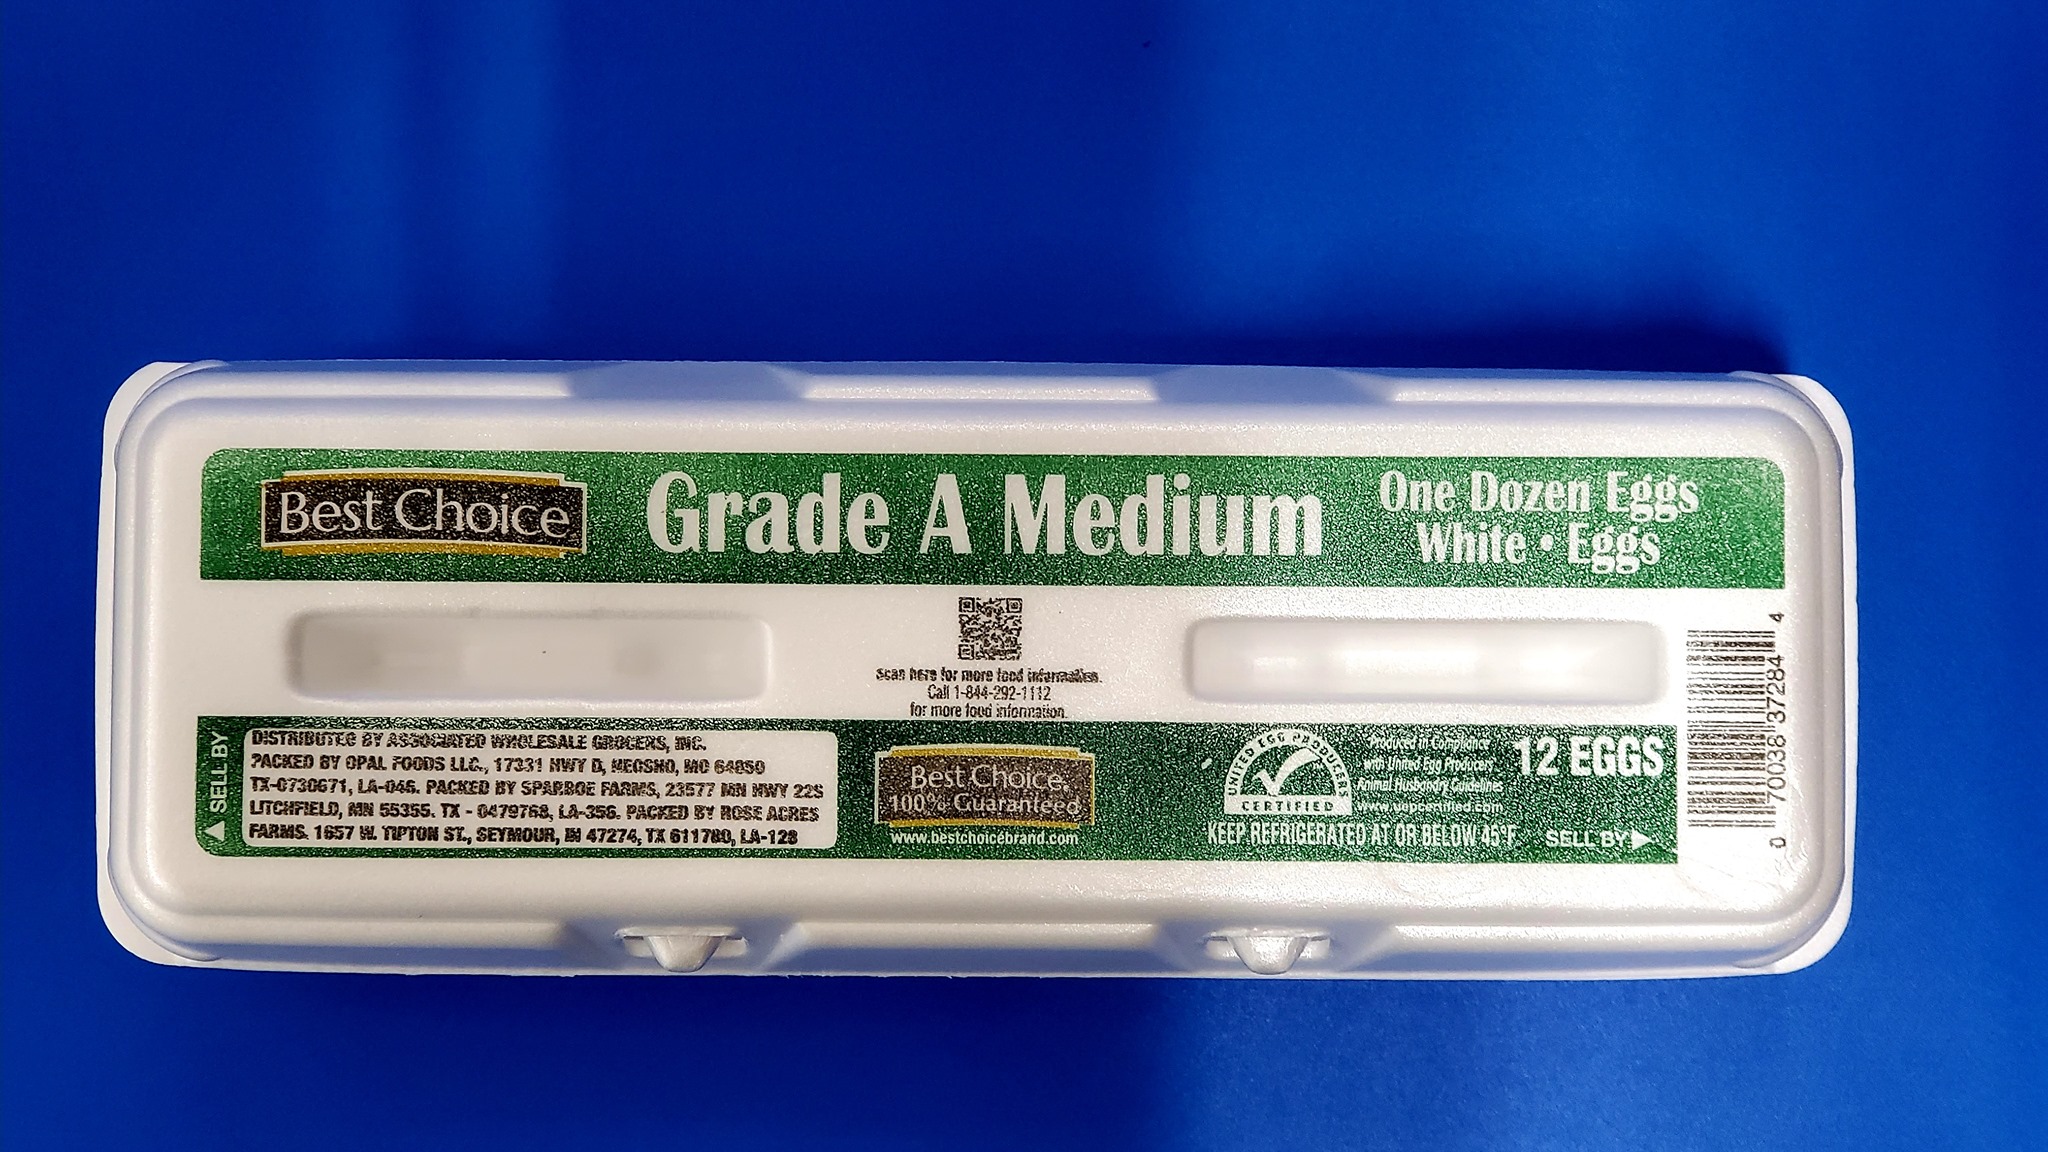 Best Choice
Grade A Medium
One Dozen Eggs
White • Eggs
Scan here for more food information.
Call 1-844-292-1112
for more food information.
SELL BY
DISTRIBUTED BY ASSOCIATED WHOLESALE GROCERS, INC.
PACKED BY OPAL FOODS LLC., 17331 HWY D, NEOSHO, MO 64850
TX-0730671, LA-046. PACKED BY SPARBOE FARMS, 23577 MN HWY 22S
LITCHFIELD, MN 55355. TX - 0479768, LA-356. PACKED BY ROSE ACRES
FARMS. 1657 W. TIPTON ST., SEYMOUR, IN 47274, TX 611780, LA-128
Best Choice.
100% Guaranteed
www.bestchoicebrand.com
UNITED EGG PRODUCERS
CERTIFIED
Produced in Compliance
with United Egg Producers
Animal Husbandry Guidelines
www.uepcertified.com
12 EGGS
KEEP REFRIGERATED AT OR BELOW 45°F
SELL BY
0 70038 37284 4